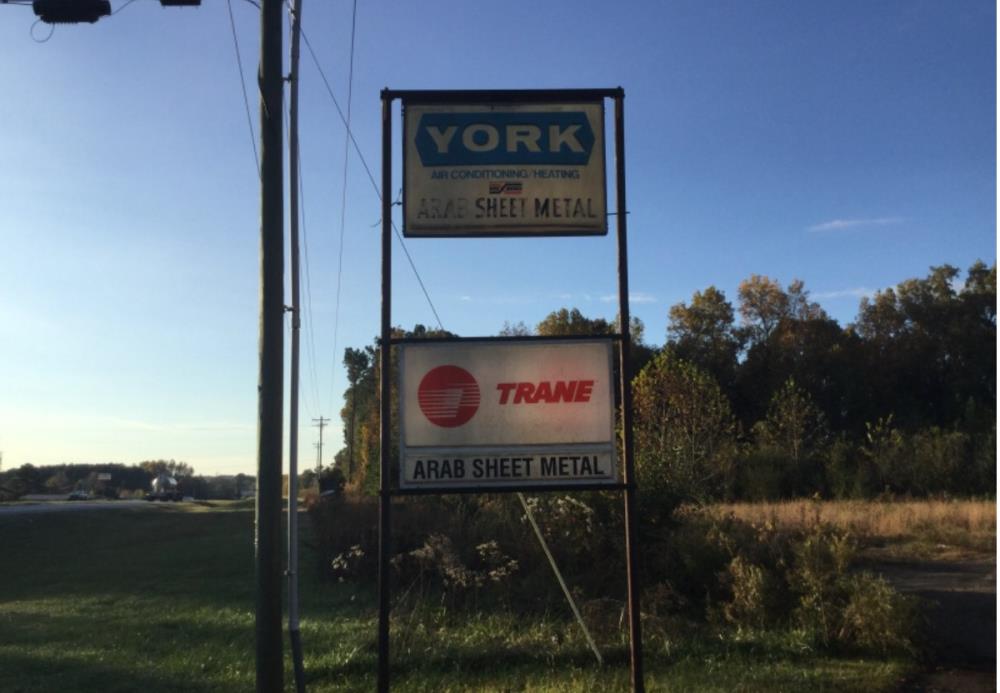 YORK
AIR CONDITIONING/HEATING
ARAB SHEET METAL
TRANE
ARAB SHEET METAL